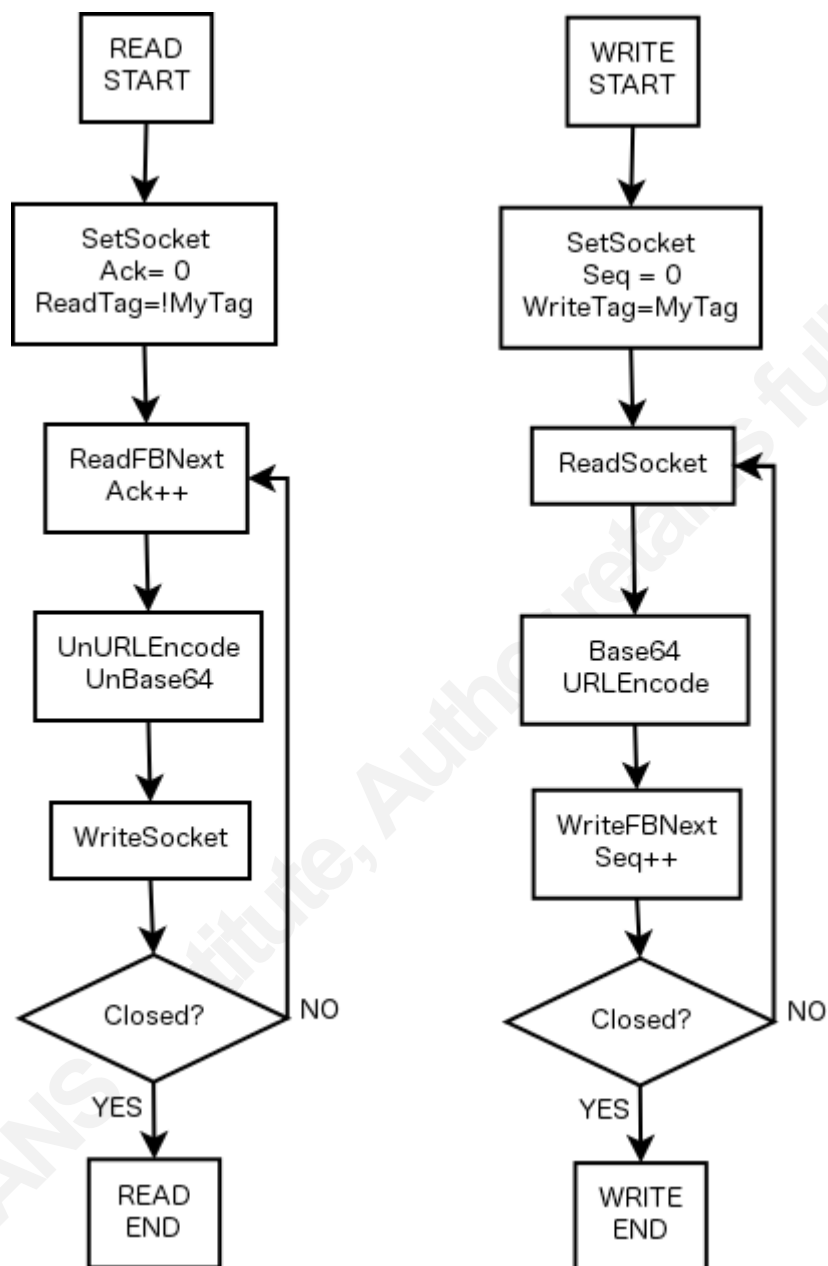 READ
START
SetSocket
Ack= 0
ReadTag=!MyTag
ReadFBNext
Ack++
UnURLEncode
UnBase64
WriteSocket
Closed?
NO
YES
READ
END
WRITE
START
SetSocket
Seq = 0
WriteTag=MyTag
ReadSocket
Base64
URLEncode
WriteFBNext
Seq++
Closed?
NO
YES
WRITE
END